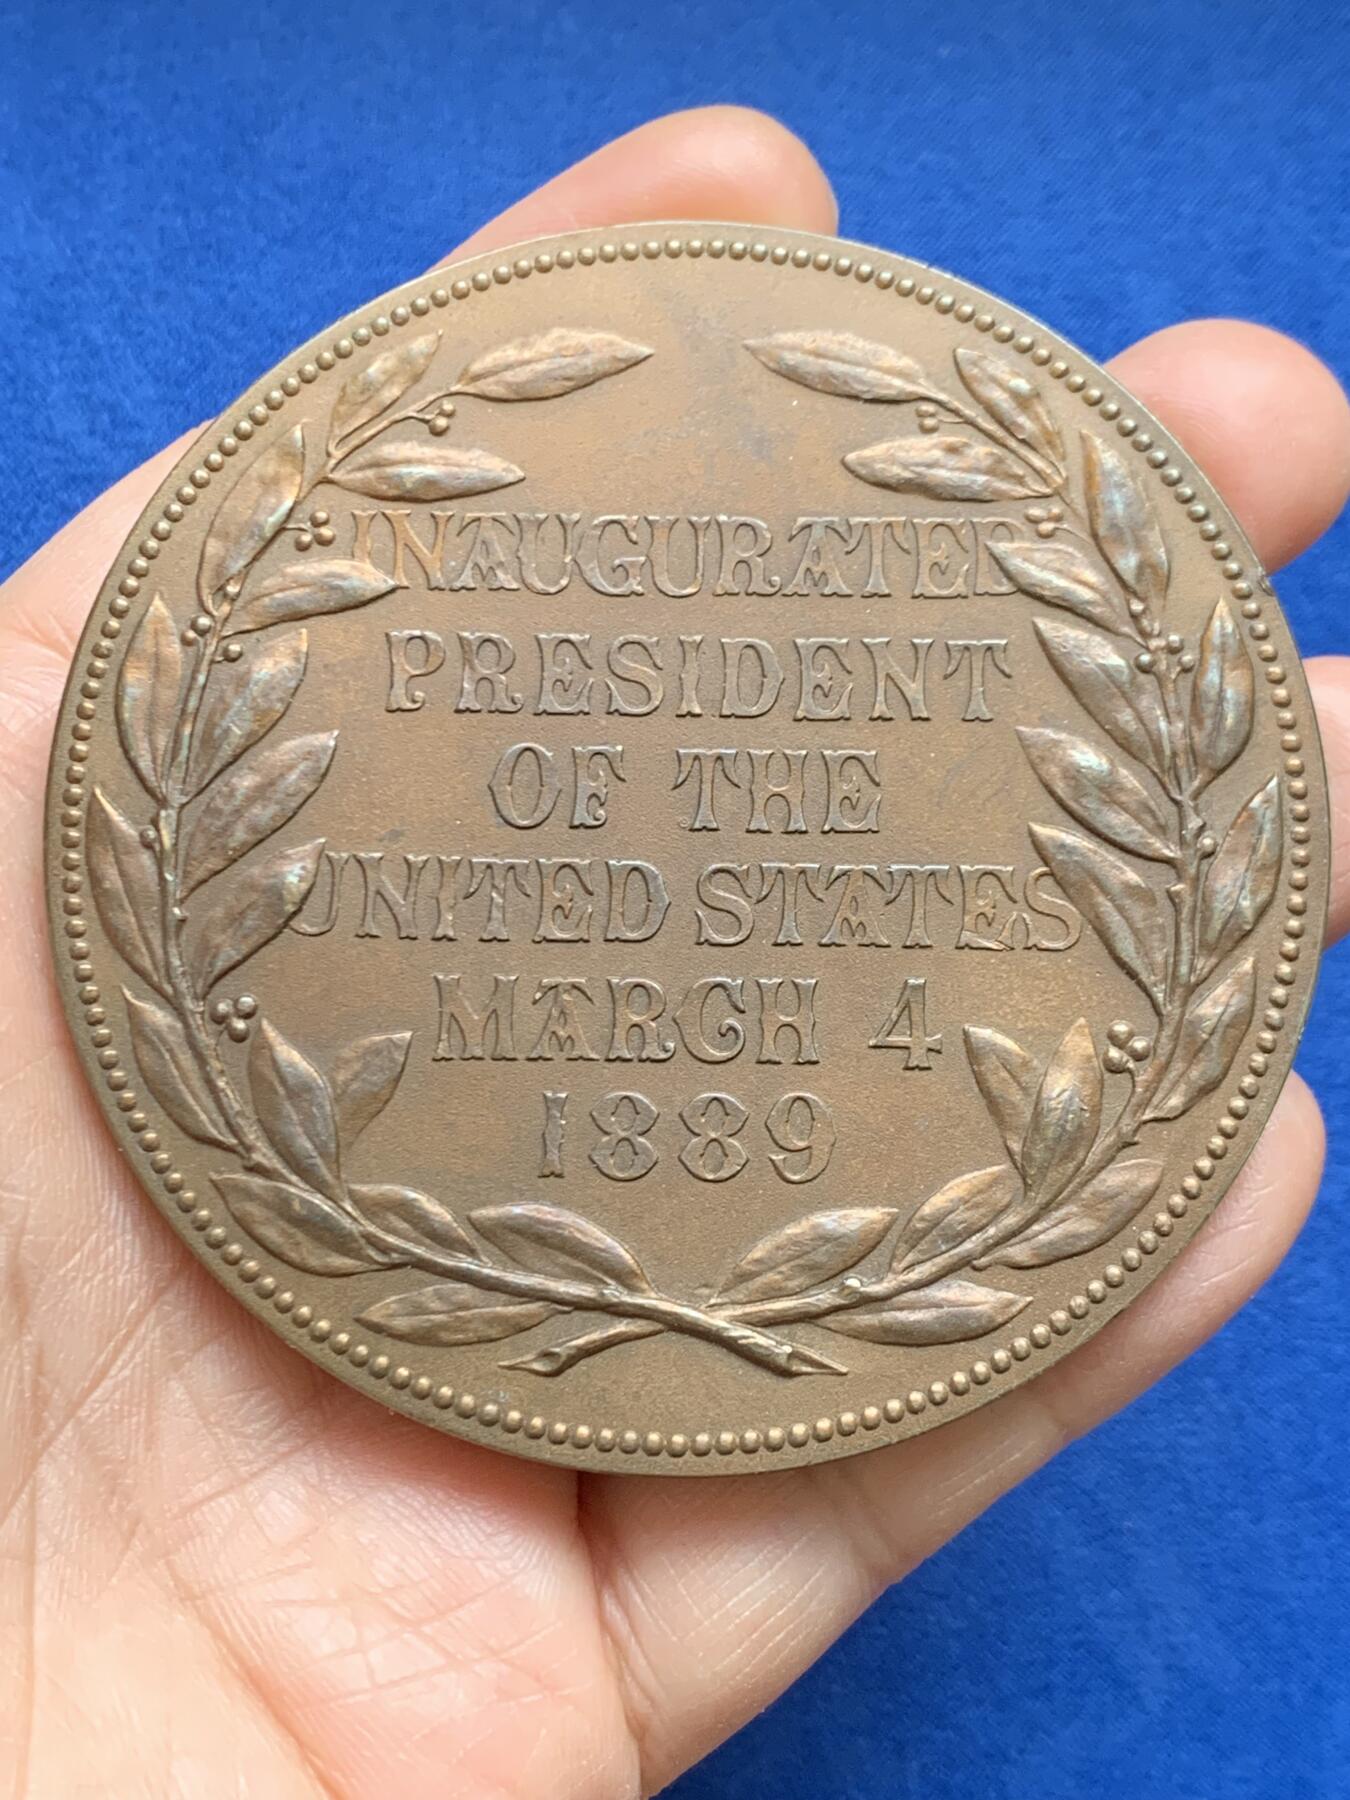 INAUGURATED
PRESIDENT
OF THE
UNITED STATES
MARCH 4
1889